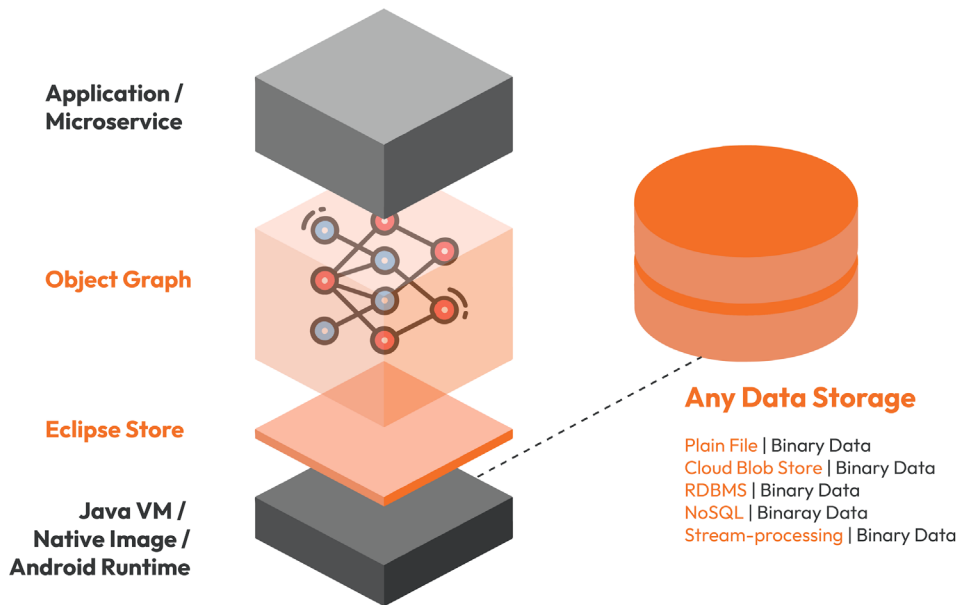 Application /
Microservice
Object Graph
Eclipse Store
Java VM /
Native Image /
Android Runtime
Any Data Storage
Plain File | Binary Data
Cloud Blob Store | Binary Data
RDBMS | Binary Data
NoSQL | Binaray Data
Stream-processing | Binary Data